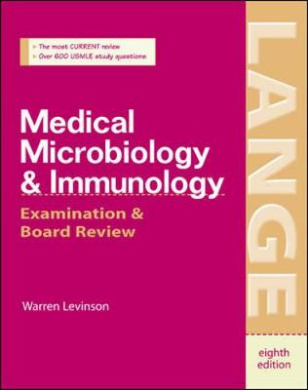 > The most CURRENT review
> Over 600 USMLE study questions
LANGE
Medical
Microbiology
& Immunology
Examination &
Board Review
Warren Levinson
eighth
edition